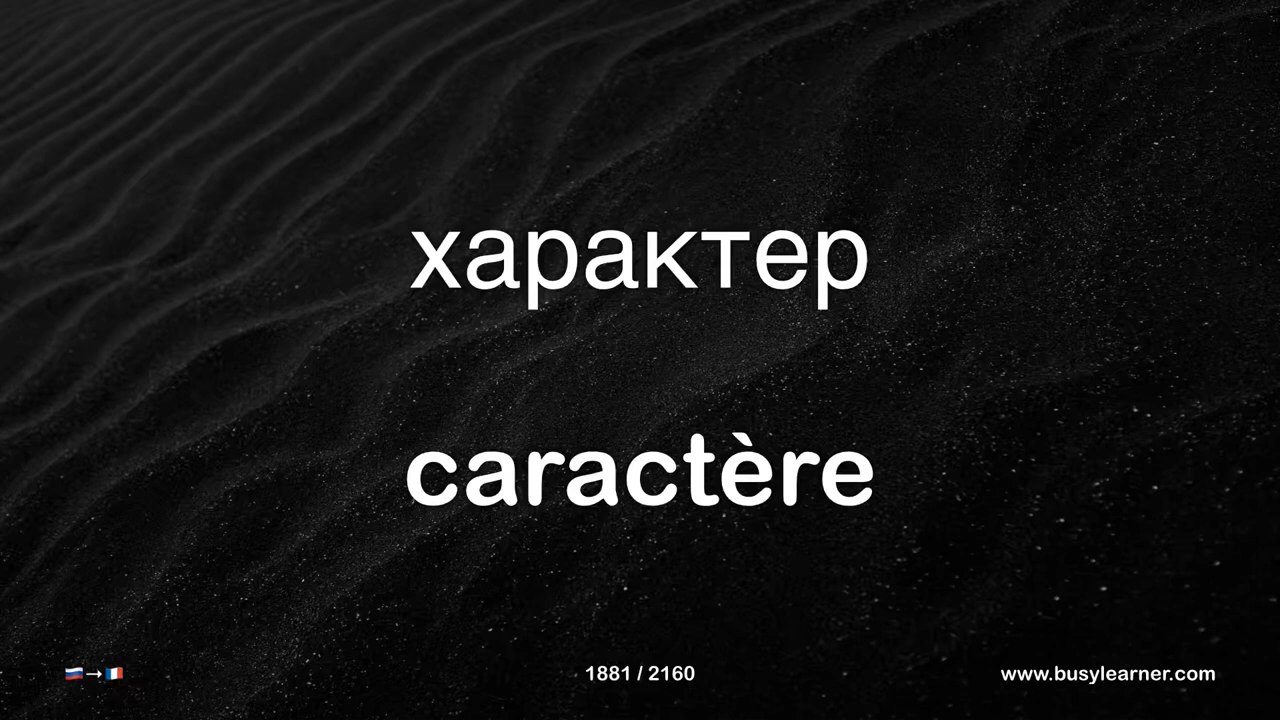 характер
caractère
🇷🇺→🇫🇷
1881 / 2160
www.busylearner.com